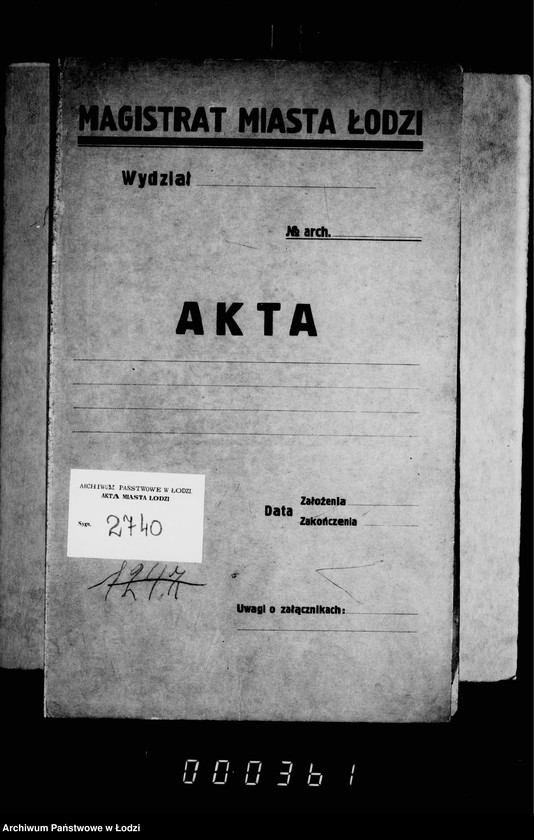 MAGISTRAT MIASTA ŁODZI
Wydział
№ arch.
AKTA
ARCHIWUM PAŃSTWOWE W ŁODZI
AKTA MIASTA ŁODZI
Sygn. 2740
Data
Założenia
Zakończenia
1247
Uwagi o załącznikach:
000361
Archiwum Państwowe w Łodzi